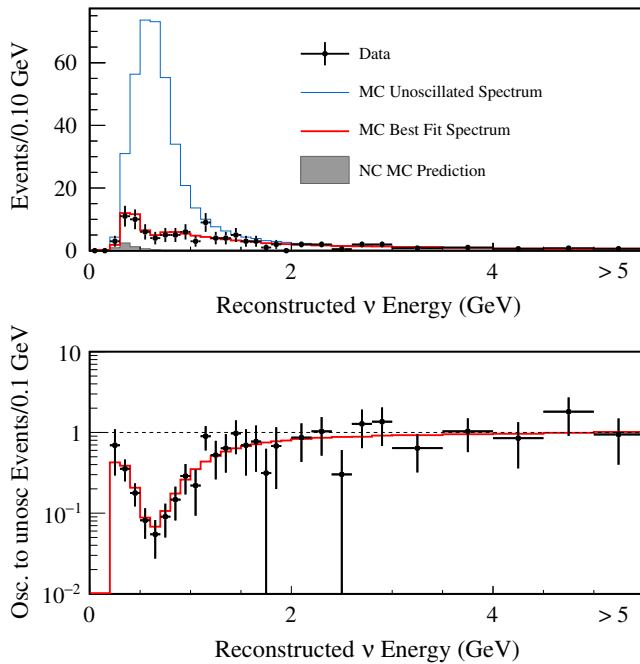 Events/0.10 GeV
60
40
20
0
Data
MC Unoscillated Spectrum
MC Best Fit Spectrum
NC MC Prediction
0 2 4 > 5
Reconstructed ν Energy (GeV)
Osc. to unosc Events/0.1 GeV
10
1
10⁻¹
10⁻²
0 2 4 > 5
Reconstructed ν Energy (GeV)